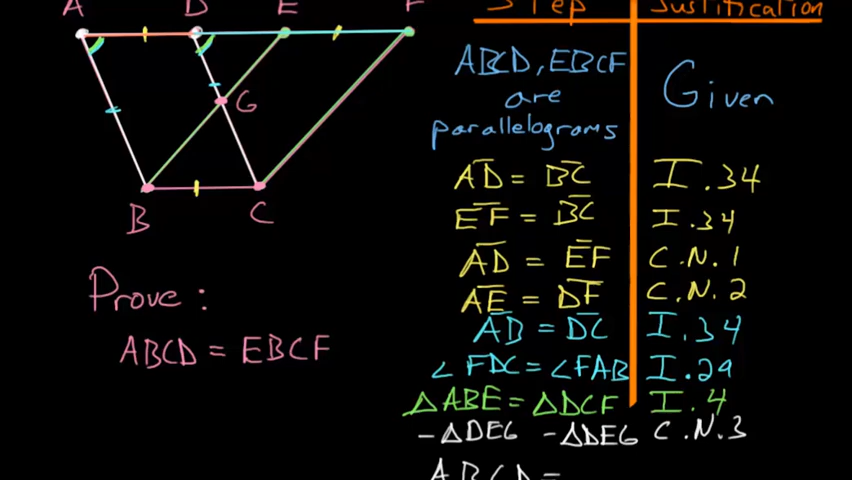 A D E F
G
B C
Prove:
ABCD = EBCF
Step Justification
ABCD, EBCF are parallelograms Given
AD = BC I.34
EF = BC I.34
AD = EF C.N.1
AE = DF C.N.2
AB = DC I.34
∠FDC = ∠FAB I.29
△ABE = △DCF I.4
-△DEG -△DEG C.N.3
ABCD =